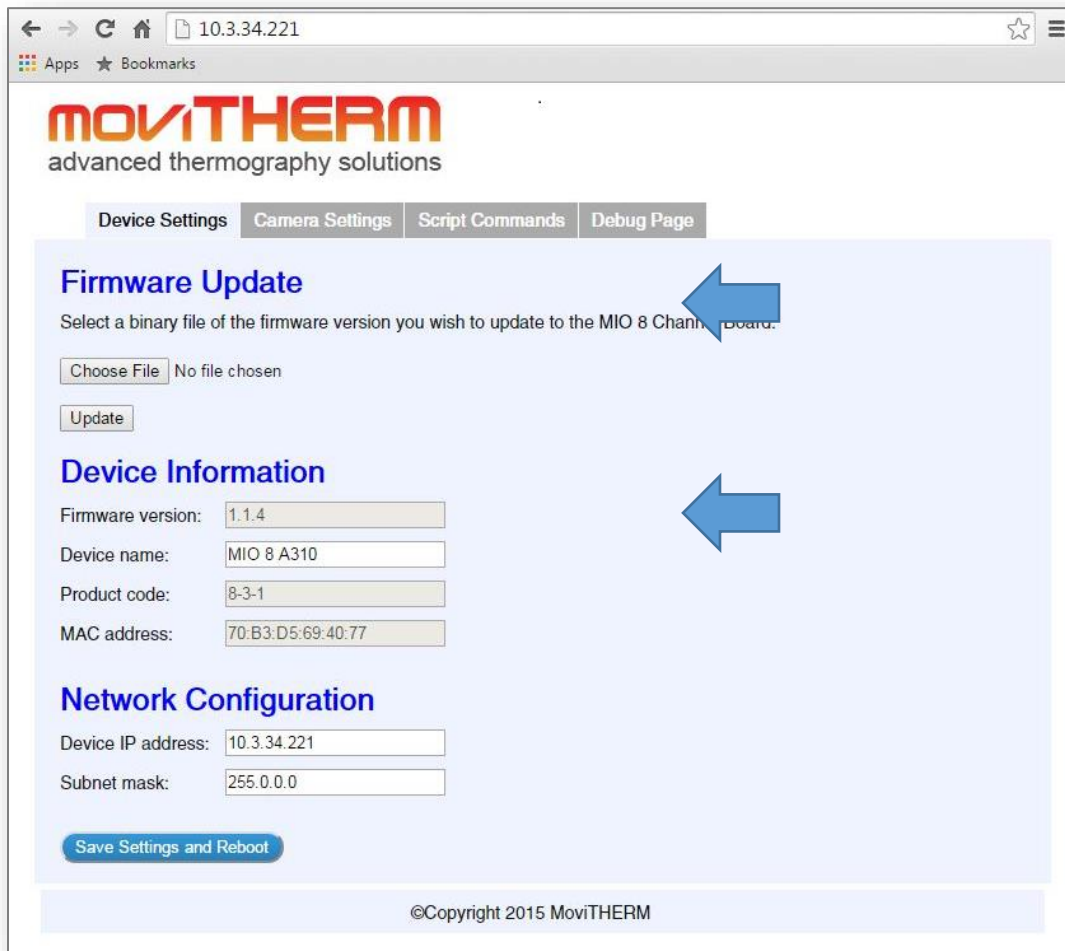 10.3.34.221
Apps Bookmarks
moviTHERM
advanced thermography solutions
Device Settings Camera Settings Script Commands Debug Page
Firmware Update
Select a binary file of the firmware version you wish to update to the MIO 8 Board.
Choose File No file chosen
Update
Device Information
Firmware version: 1.1.4
Device name: MIO 8 A310
Product code: 8-3-1
MAC address: 70:B3:D5:69:40:77
Network Configuration
Device IP address: 10.3.34.221
Subnet mask: 255.0.0.0
Save Settings and Reboot
©Copyright 2015 MoviTHERM